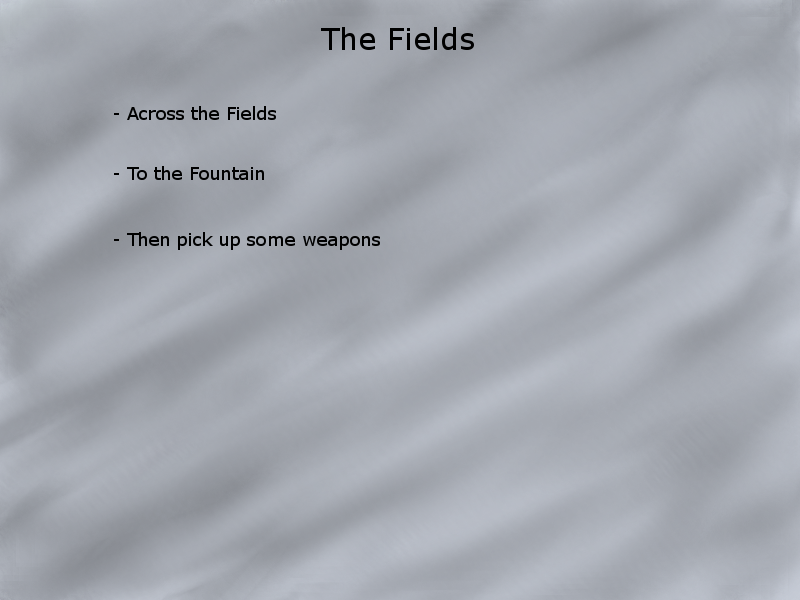 The Fields
- Across the Fields
- To the Fountain
- Then pick up some weapons